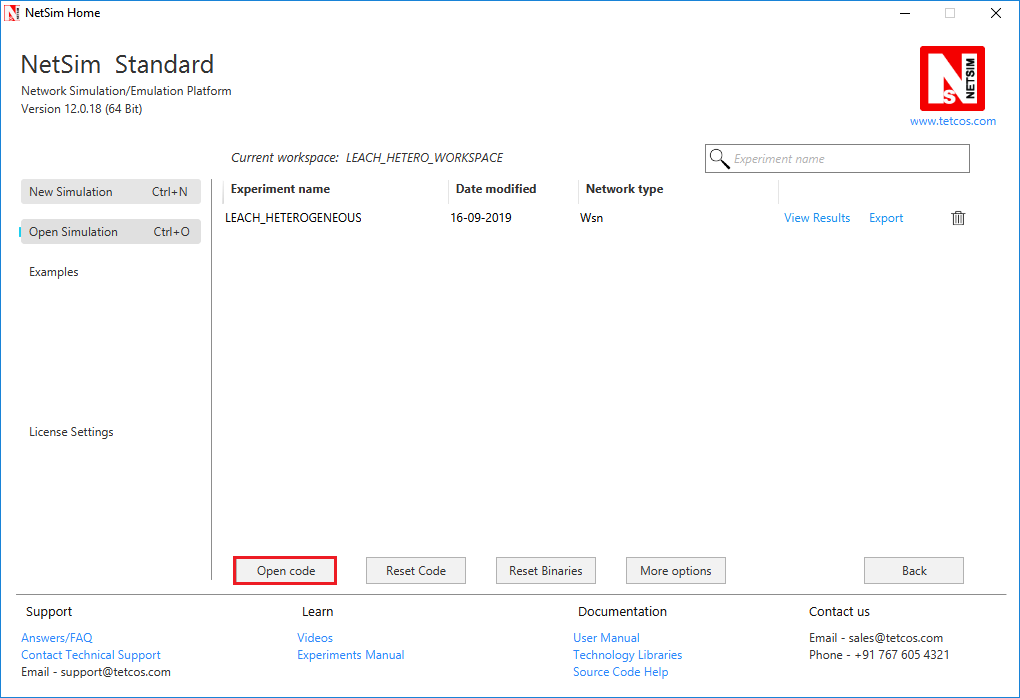 NetSim Home
NetSim Standard
Network Simulation/Emulation Platform
Version 12.0.18 (64 Bit)
N
S
NETSIM
www.tetcos.com
Current workspace: LEACH_HETERO_WORKSPACE
Experiment name
New Simulation Ctrl+N
Open Simulation Ctrl+O
Examples
License Settings
Experiment name Date modified Network type
LEACH_HETEROGENEOUS 16-09-2019 Wsn View Results Export
Open code Reset Code Reset Binaries More options Back
Support
Answers/FAQ
Contact Technical Support
Email - support@tetcos.com
Learn
Videos
Experiments Manual
Documentation
User Manual
Technology Libraries
Source Code Help
Contact us
Email - sales@tetcos.com
Phone - +91 767 605 4321